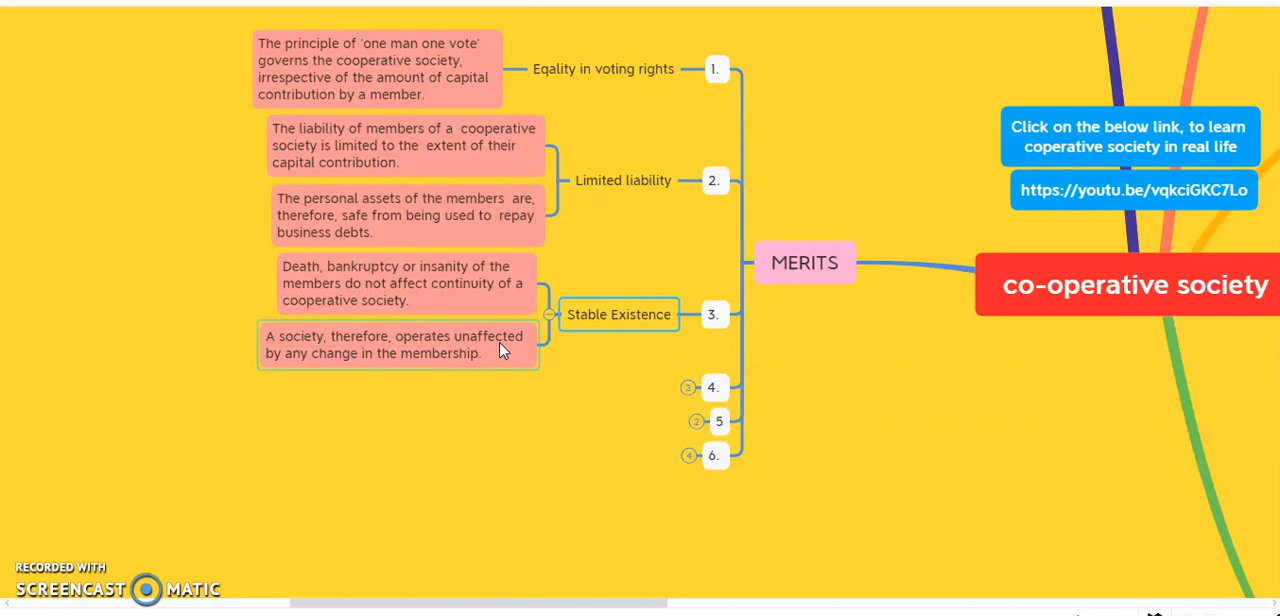 The principle of 'one man one vote'
governs the cooperative society,
irrespective of the amount of capital
contribution by a member.
Eqality in voting rights
1.
The liability of members of a cooperative
society is limited to the extent of their
capital contribution.
The personal assets of the members are,
therefore, safe from being used to repay
business debts.
Limited liability
2.
Death, bankruptcy or insanity of the
members do not affect continuity of a
cooperative society.
A society, therefore, operates unaffected
by any change in the membership.
Stable Existence
3.
3
4.
2
5
4
6.
MERITS
Click on the below link, to learn
coperative society in real life
https://youtu.be/vqkciGKC7Lo
co-operative society
RECORDED WITH
SCREENCAST MATIC